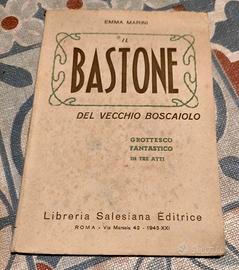 EMMA MARINI
IL
BASTONE
DEL VECCHIO BOSCAIOLO
GROTTESCO
FANTASTICO
IN TRE ATTI
Libreria Salesiana Editrice
ROMA - Via Marsala 42 - 1943-XXI